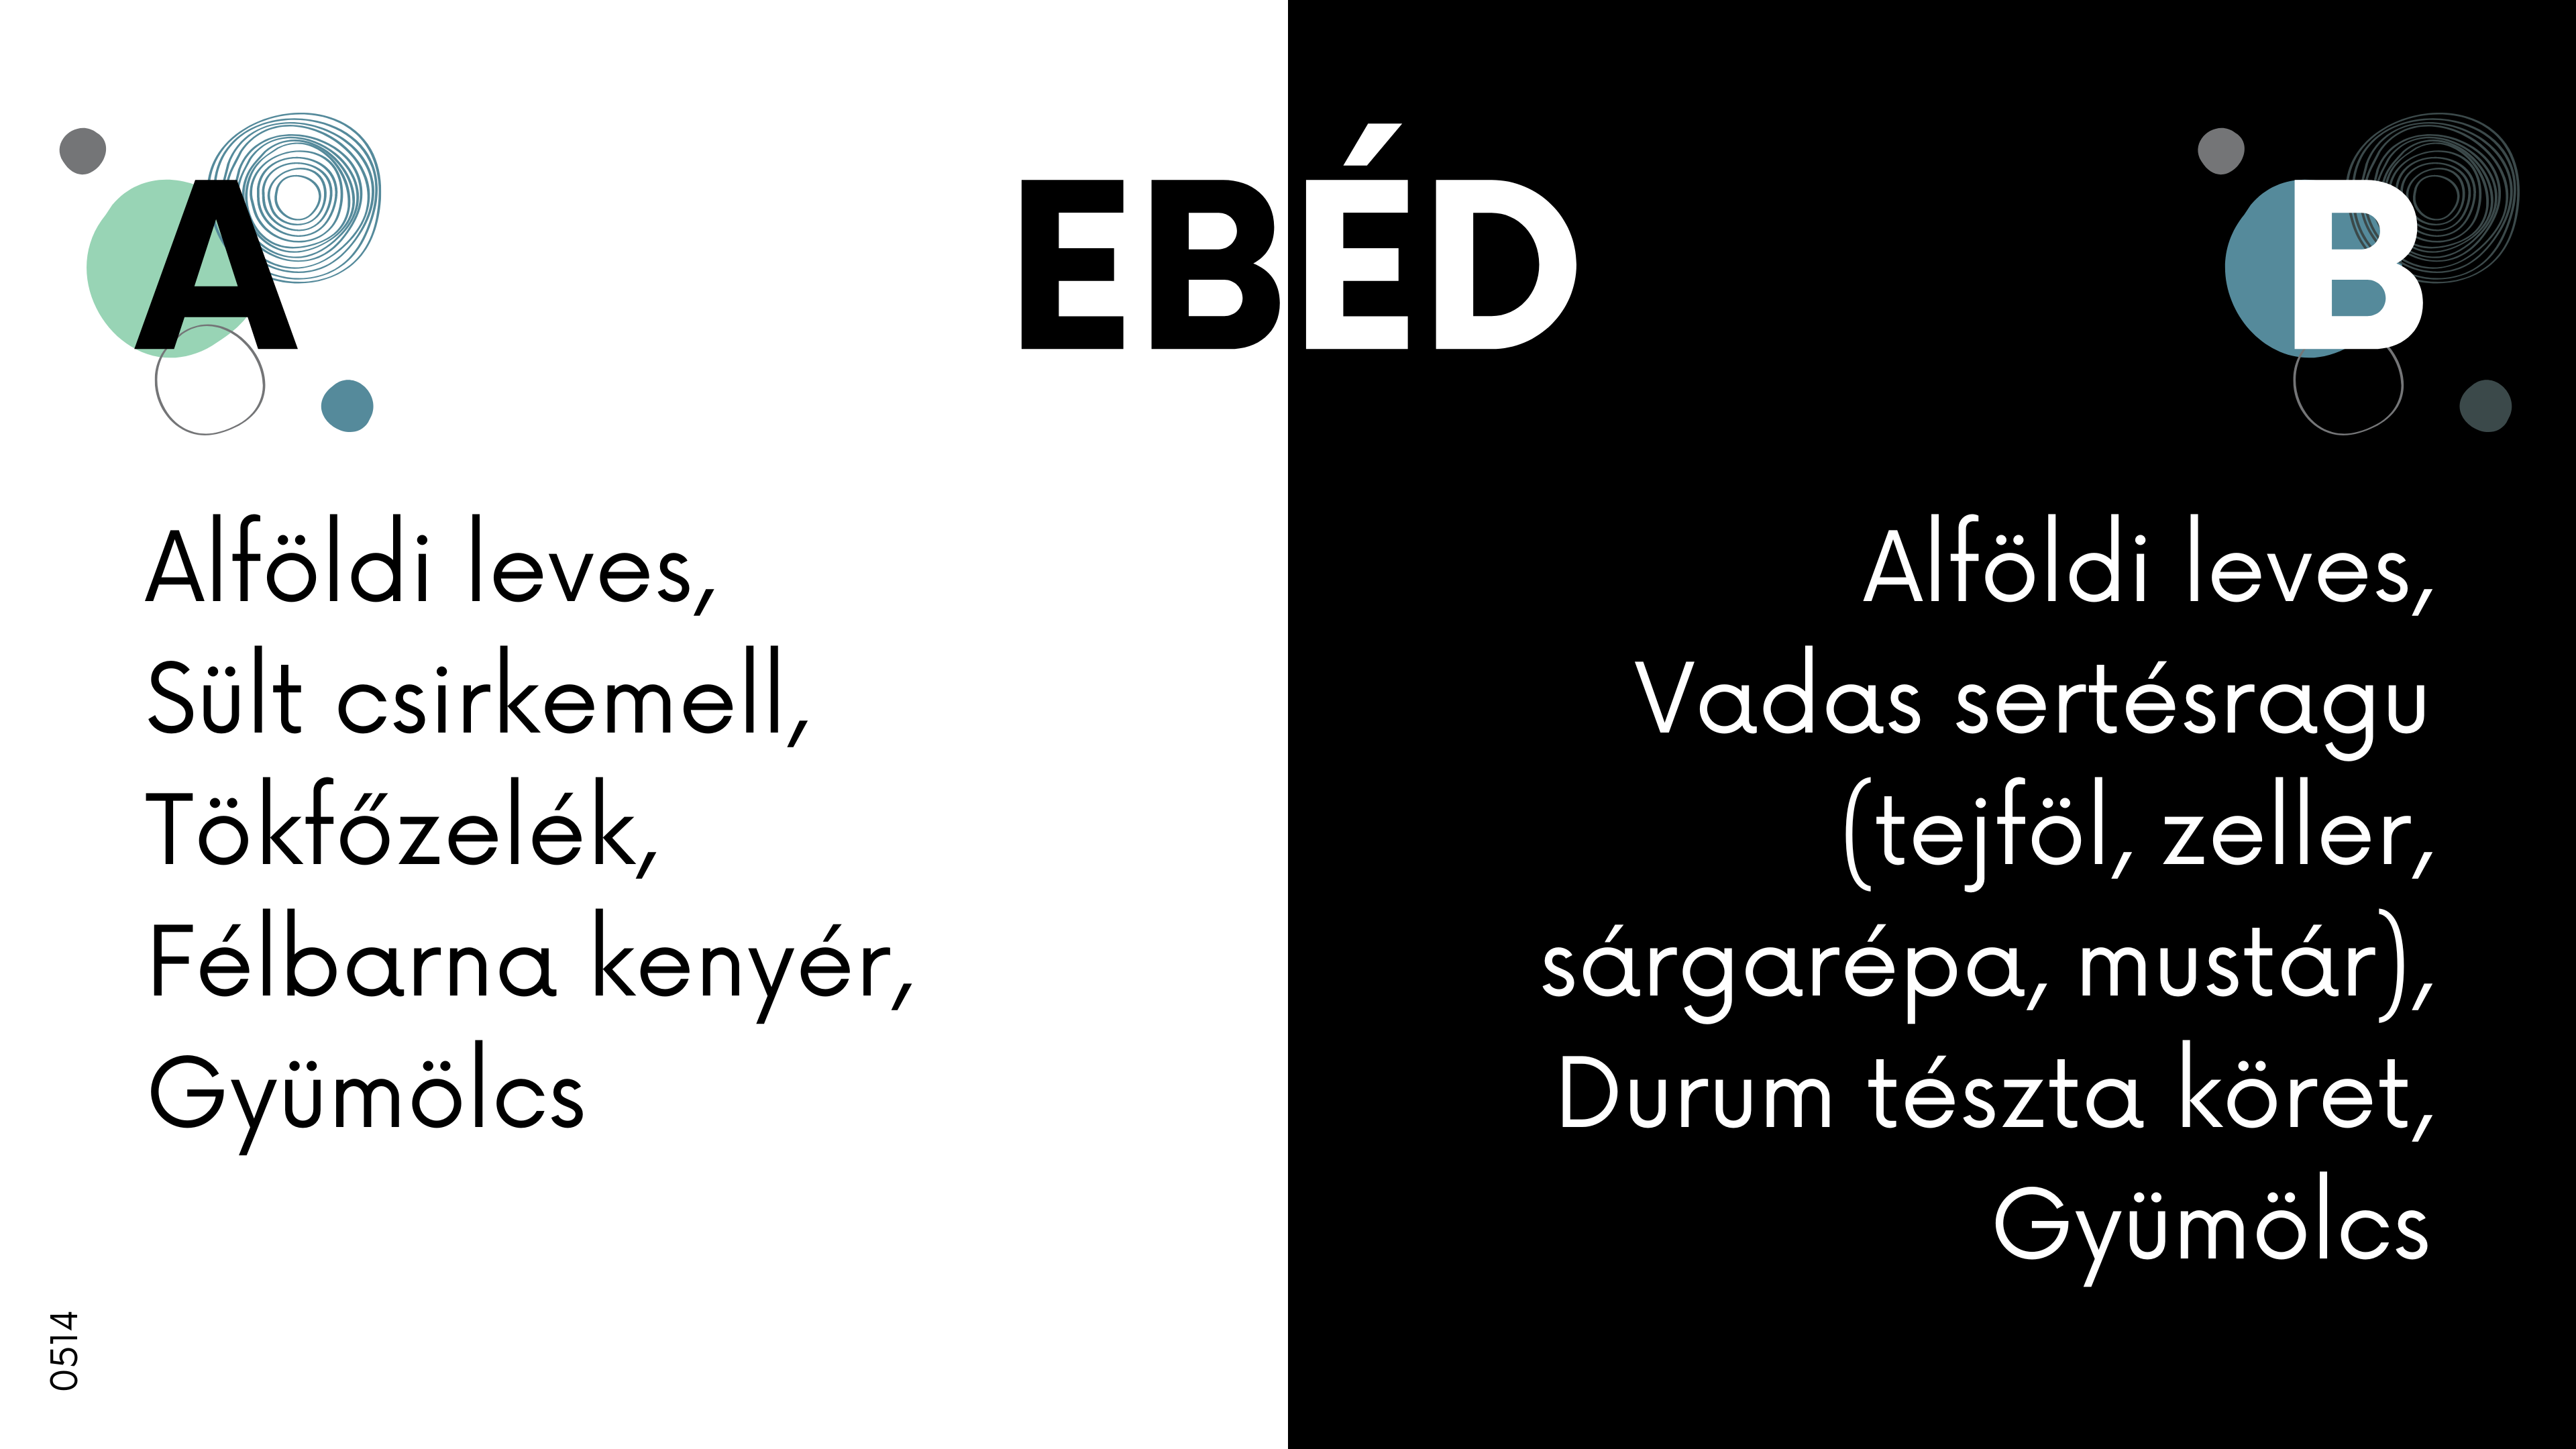 A
EBÉD
B
Alföldi leves,
Sült csirkemell,
Tökfőzelék,
Félbarna kenyér,
Gyümölcs
Alföldi leves,
Vadas sertésragu
(tejföl, zeller,
sárgarépa, mustár),
Durum tészta köret,
Gyümölcs
0514